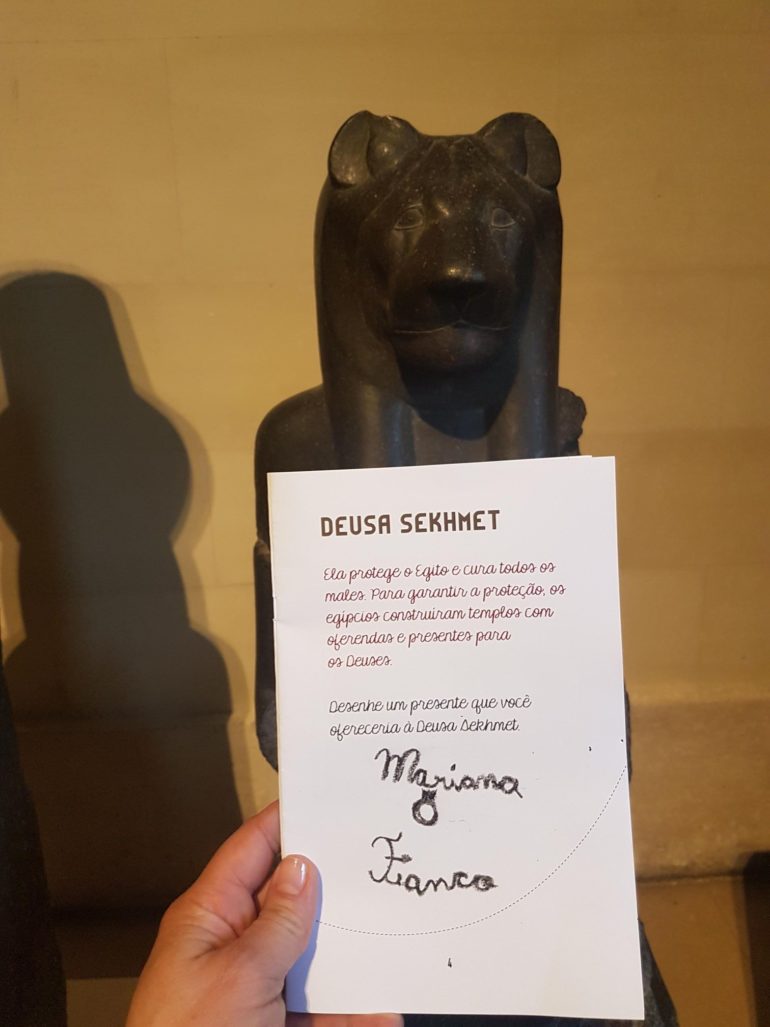 DEUSA SEKHMET
Ela protege o Egito e cura todos os
males. Para garantir a proteção, os
egípcios construíram templos com
oferendas e presentes para
os Deuses.
Desenhe um presente que você
ofereceria à Deusa Sekhmet.
Mariana
Franco
4